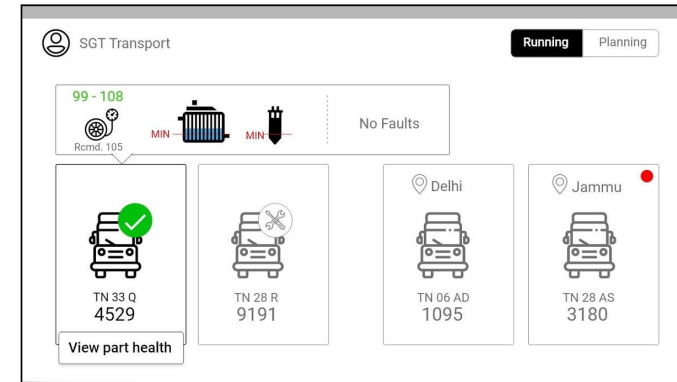 SGT Transport
Running Planning
99 - 108
MIN
MIN
No Faults
Rcmd. 105
Delhi
Jammu
TN 33 Q
4529
TN 28 R
9191
TN 06 AD
1095
TN 28 AS
3180
View part health